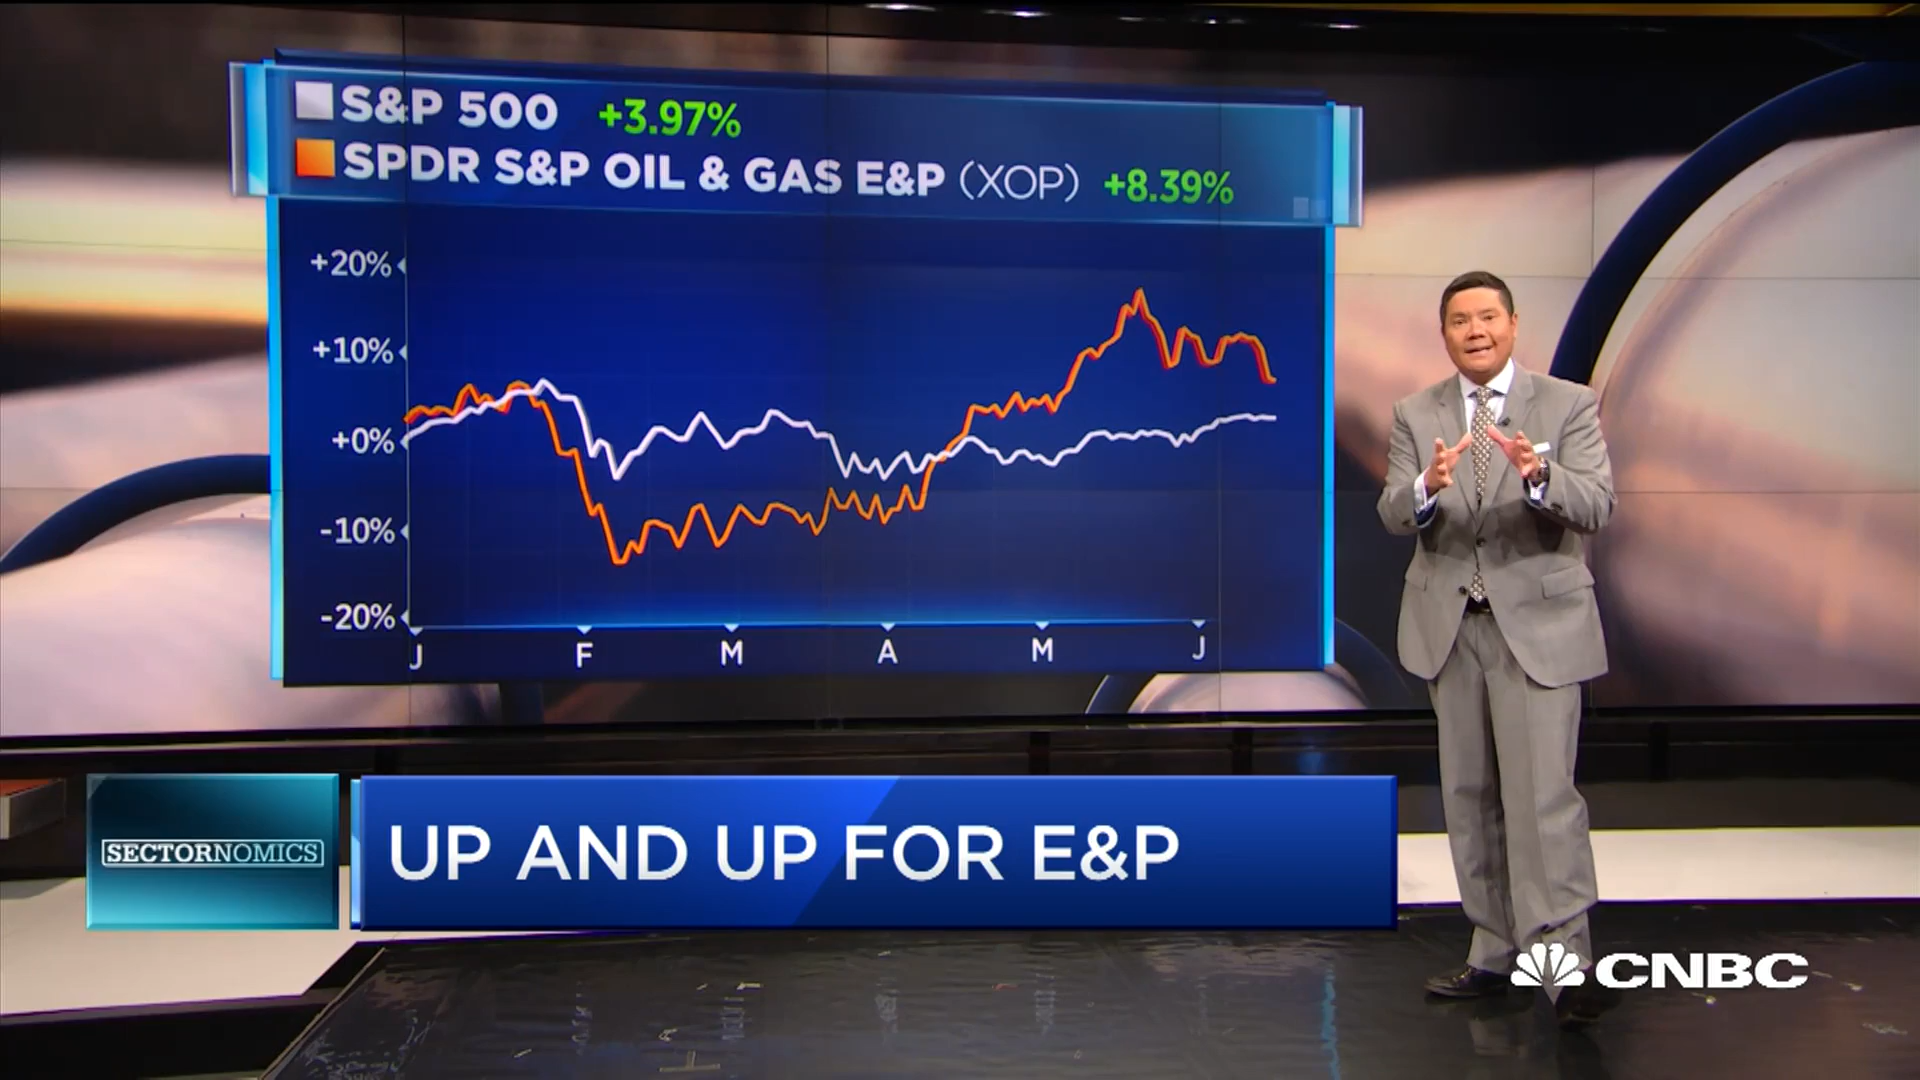 S&P 500 +3.97%
SPDR S&P OIL & GAS E&P (XOP) +8.39%
+20%
+10%
+0%
-10%
-20%
J F M A M J
SECTORNOMICS
UP AND UP FOR E&P
CNBC